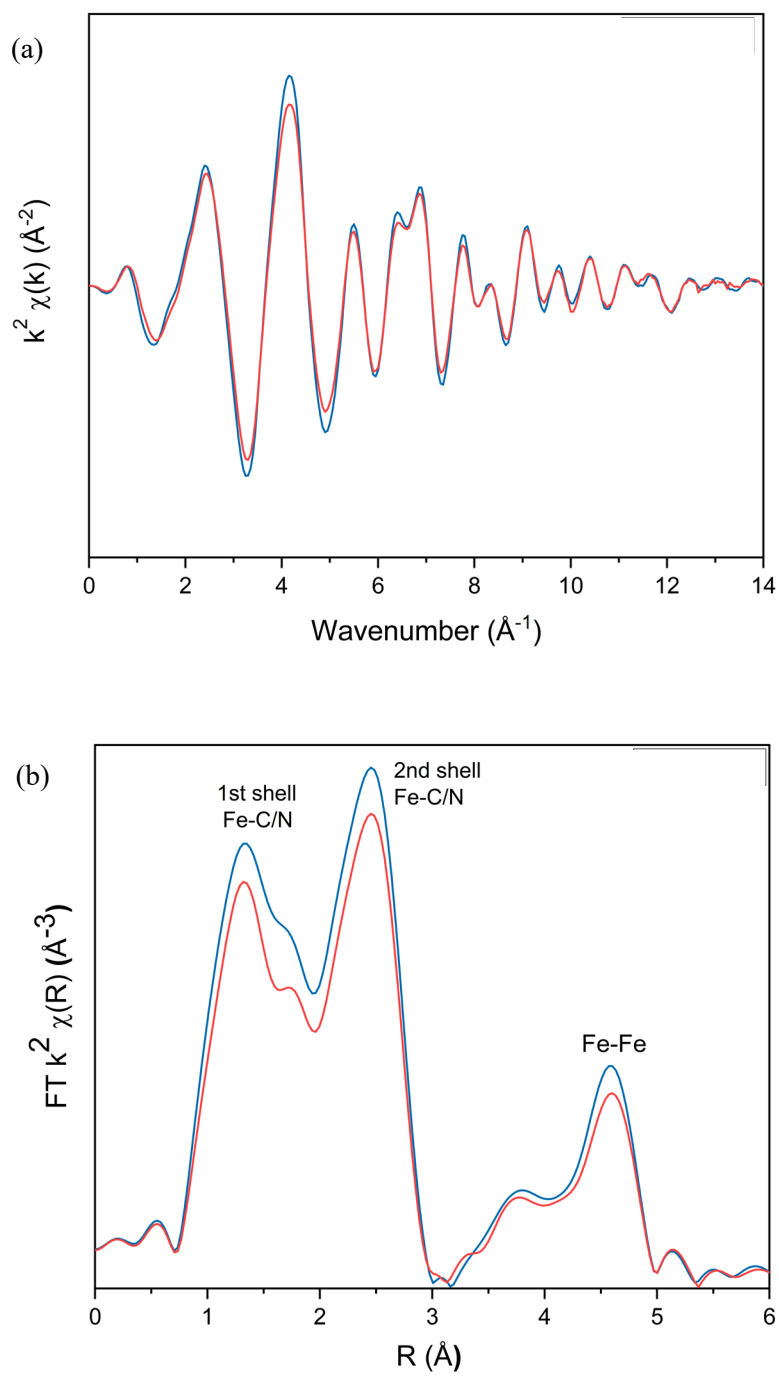 (a)
k² χ(k) (Å⁻²)
0 2 4 6 8 10 12 14
Wavenumber (Å⁻¹)
(b)
1st shell
Fe-C/N
2nd shell
Fe-C/N
Fe-Fe
FT k² χ(R) (Å⁻³)
0 1 2 3 4 5 6
R (Å)